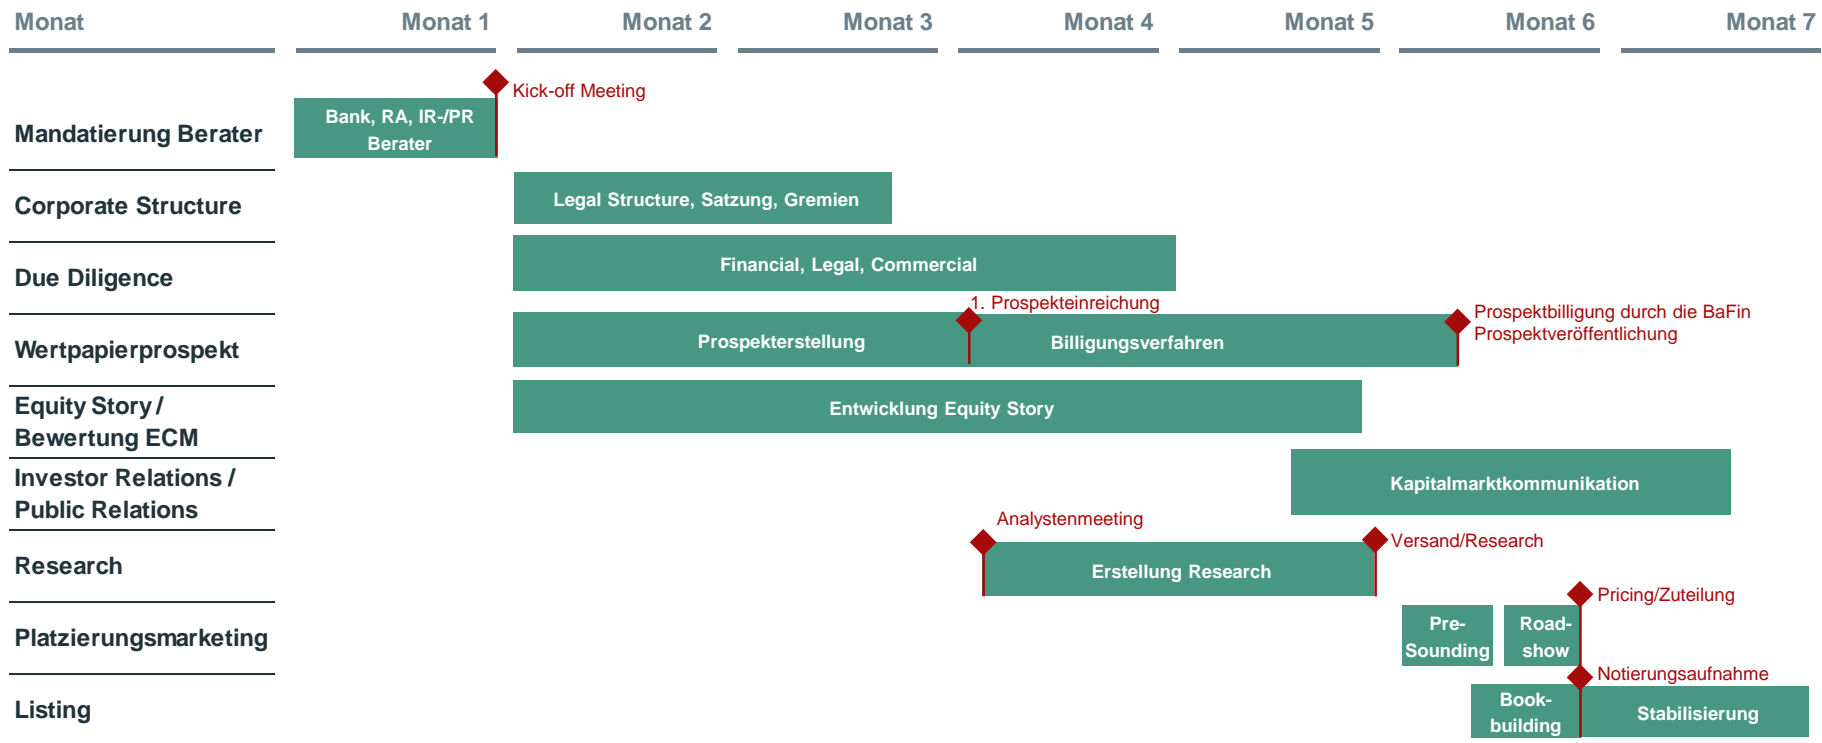 Monat
Monat 1
Monat 2
Monat 3
Monat 4
Monat 5
Monat 6
Monat 7
Kick-off Meeting
Mandatierung Berater
Bank, RA, IR-/PR
Berater
Corporate Structure
Legal Structure, Satzung, Gremien
Due Diligence
Financial, Legal, Commercial
1. Prospekteinreichung
Prospektbilligung durch die BaFin
Prospektveröffentlichung
Wertpapierprospekt
Prospekterstellung
Billigungsverfahren
Equity Story /
Bewertung ECM
Entwicklung Equity Story
Investor Relations /
Public Relations
Kapitalmarktkommunikation
Analystenmeeting
Versand/Research
Research
Erstellung Research
Pricing/Zuteilung
Platzierungsmarketing
Pre-
Sounding
Road-
show
Notierungsaufnahme
Listing
Book-
building
Stabilisierung